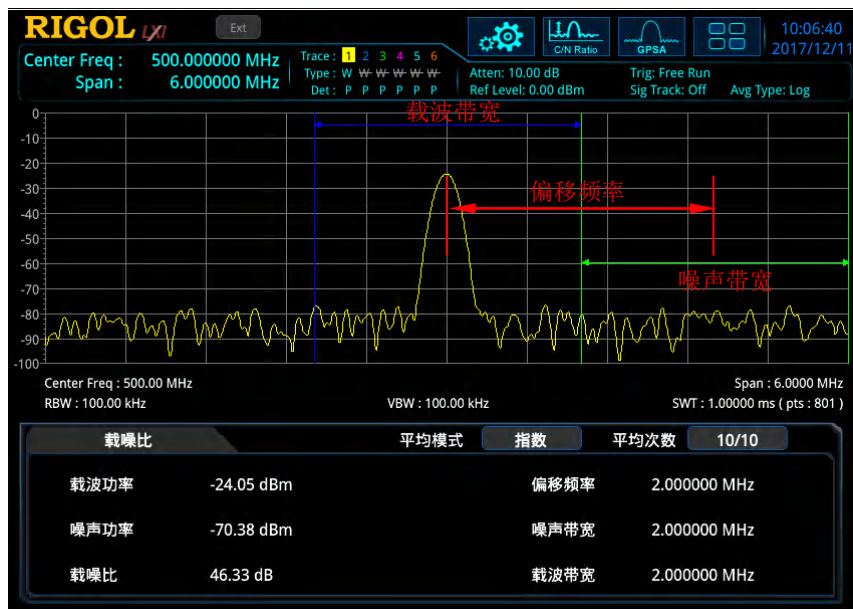 RIGOL LXI Ext
C/N Ratio GPSA 10:06:40
2017/12/11
Center Freq : 500.000000 MHz
Span : 6.000000 MHz
Trace : 1 2 3 4 5 6
Type : W W W W W W
Det : P P P P P P
Atten: 10.00 dB Trig: Free Run
Ref Level: 0.00 dBm Sig Track: Off Avg Type: Log
载波带宽
0
-10
-20
-30
偏移频率
-40
-50
-60
噪声带宽
-70
-80
-90
-100
Center Freq : 500.00 MHz Span : 6.0000 MHz
RBW : 100.00 kHz VBW : 100.00 kHz SWT : 1.00000 ms ( pts : 801 )
载噪比 平均模式 指数 平均次数 10/10
载波功率 -24.05 dBm 偏移频率 2.000000 MHz
噪声功率 -70.38 dBm 噪声带宽 2.000000 MHz
载噪比 46.33 dB 载波带宽 2.000000 MHz